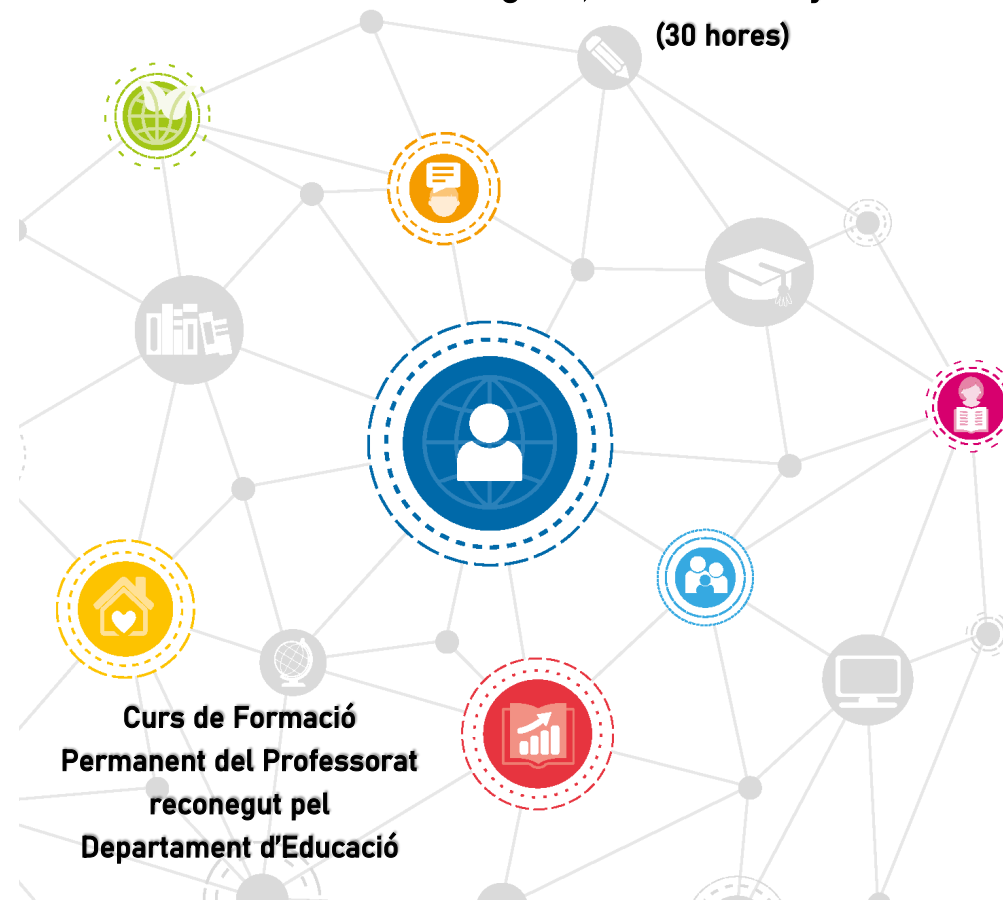 (30 hores)
Curs de Formació
Permanent del Professorat
reconegut pel
Departament d'Educació